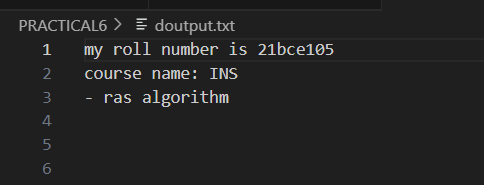 PRACTICAL6 > doutput.txt
1 my roll number is 21bce105
2 course name: INS
3 - ras algorithm
4
5
6